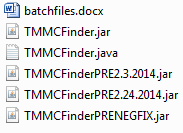 batchfiles.docx
TMMCFinder.jar
TMMCFinder.java
TMMCFinderPRE2.3.2014.jar
TMMCFinderPRE2.24.2014.jar
TMMCFinderPRENEGFIX.jar